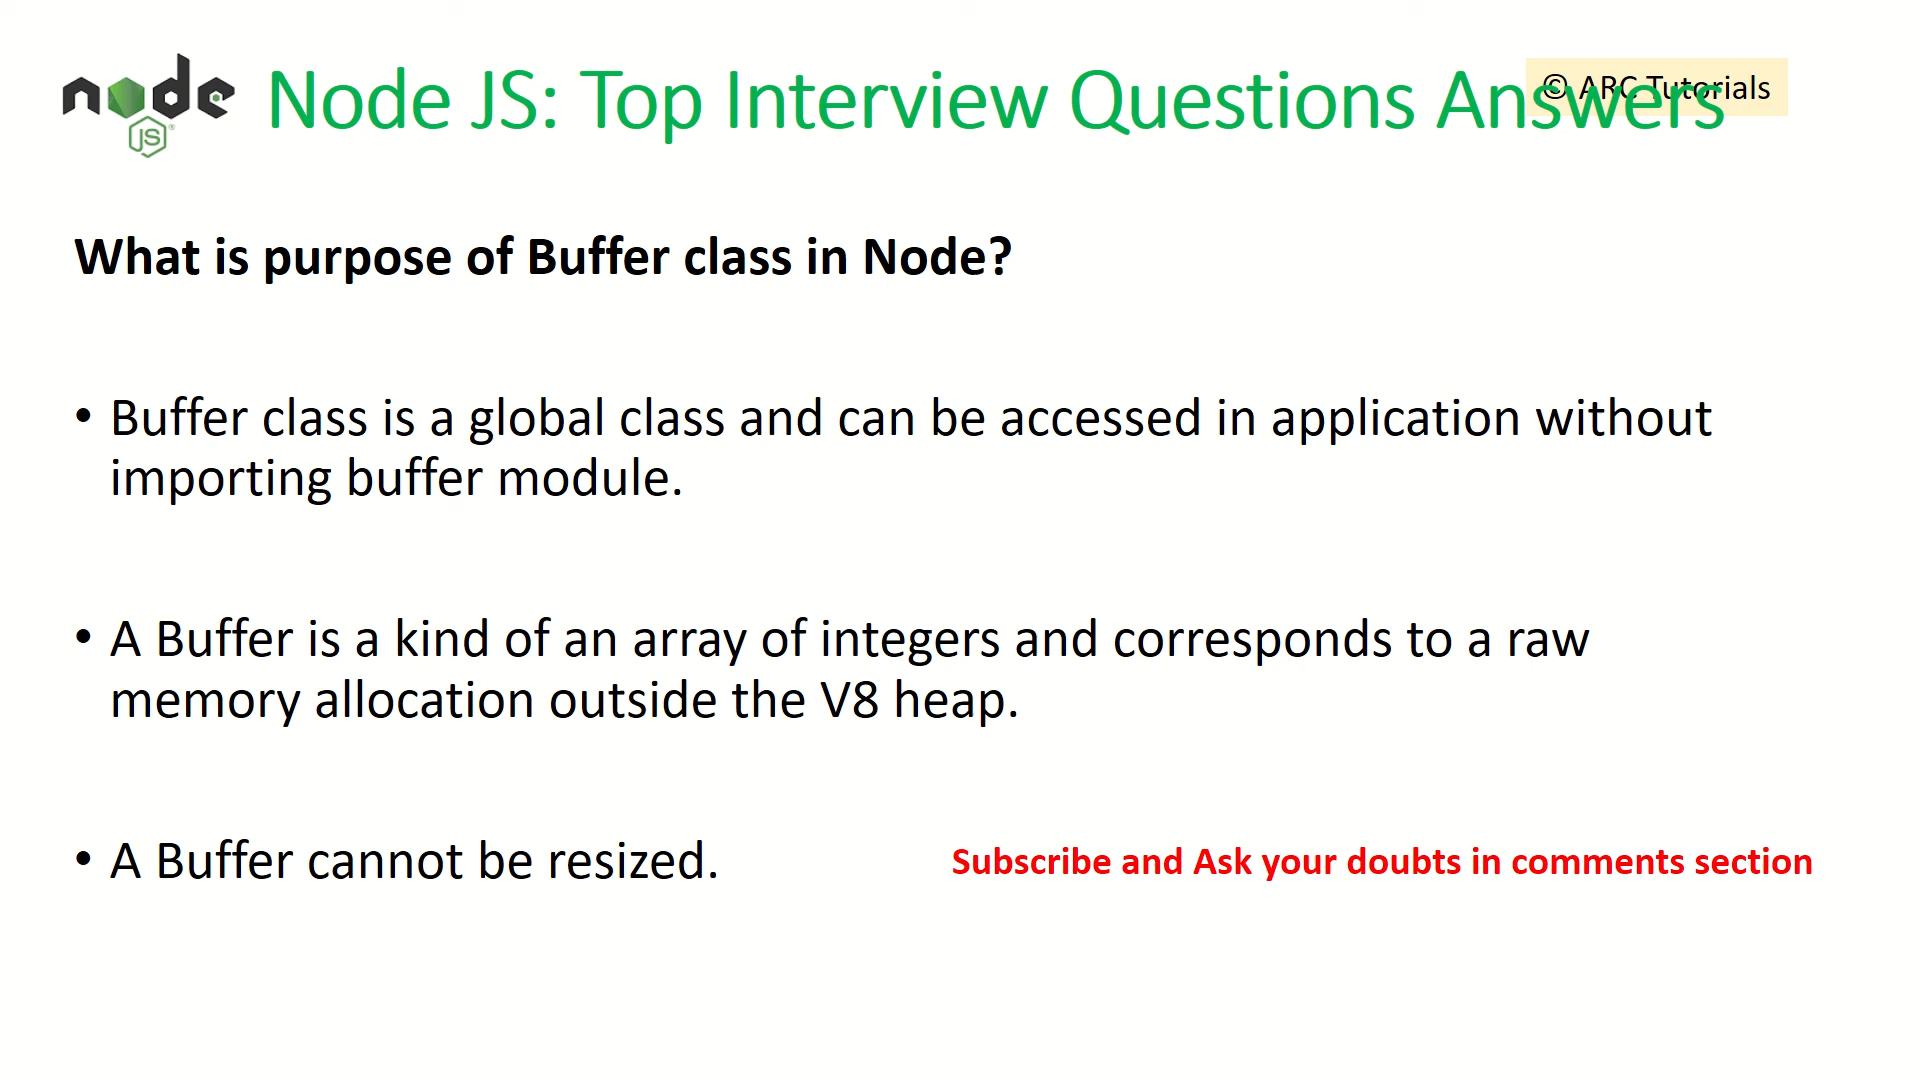 node
JS
Node JS: Top Interview Questions Answers
© ARC Tutorials
What is purpose of Buffer class in Node?
• Buffer class is a global class and can be accessed in application without
importing buffer module.
• A Buffer is a kind of an array of integers and corresponds to a raw
memory allocation outside the V8 heap.
• A Buffer cannot be resized.
Subscribe and Ask your doubts in comments section